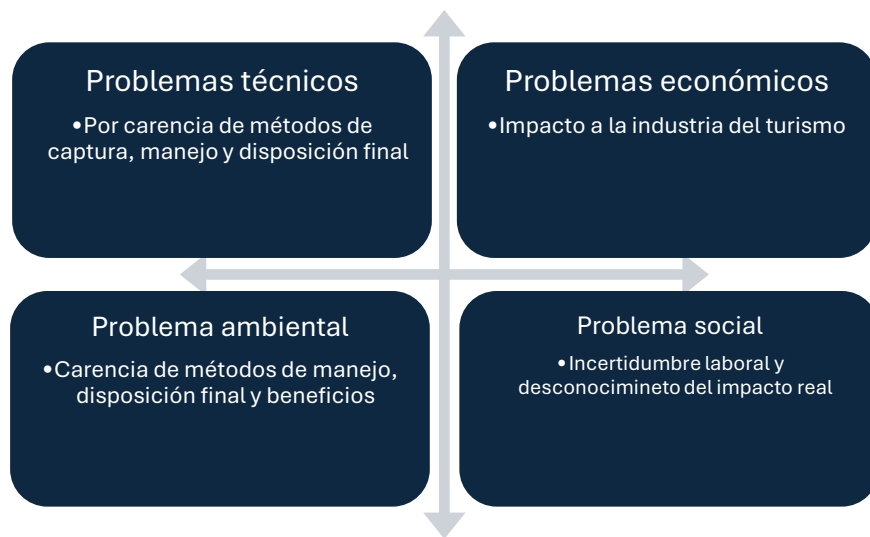 Problemas técnicos
•Por carencia de métodos de
captura, manejo y disposición final
Problemas económicos
•Impacto a la industria del turismo
Problema ambiental
•Carencia de métodos de manejo,
disposición final y beneficios
Problema social
•Incertidumbre laboral y
desconocimineto del impacto real